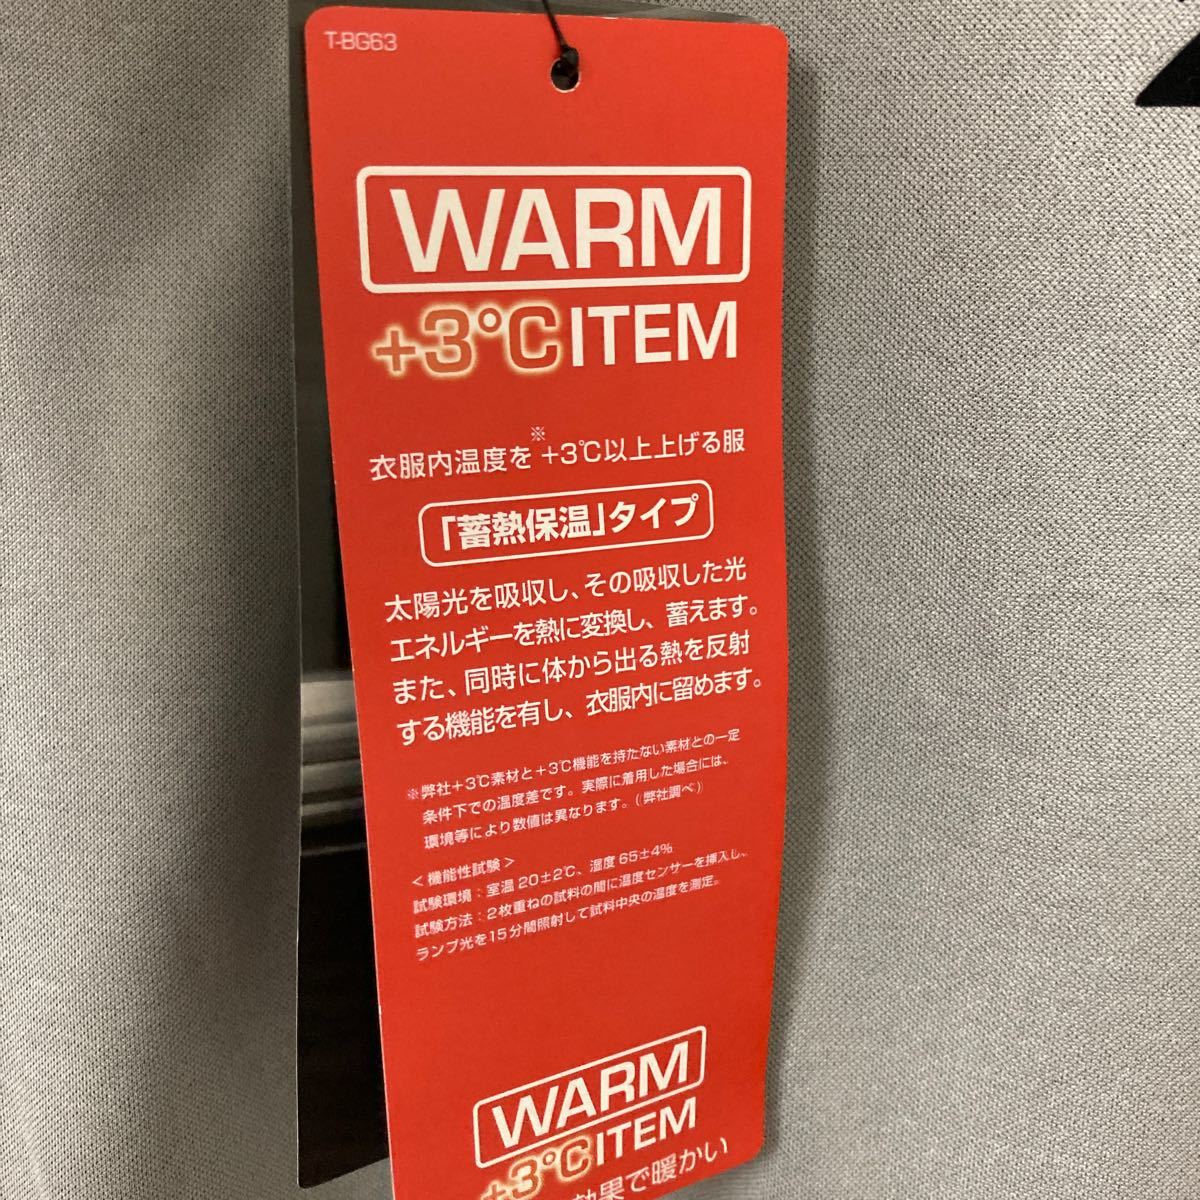 T-BG63
WARM
+3℃ITEM
衣服内温度を※+3℃以上上げる服
「蓄熱保温」タイプ
太陽光を吸収し、その吸収した光
エネルギーを熱に変換し、蓄えます。
また、同時に体から出る熱を反射
する機能を有し、衣服内に留めます。
※弊社+3℃素材と+3℃機能を持たない素材との一定
条件下での温度差です。実際に着用した場合には、
環境等により数値は異なります。(弊社調べ)
<機能性試験>
試験環境:室温20±2℃、湿度65±4%
試験方法:2枚重ねの試料の間に温度センサーを挿入し、
ランプ光を15分間照射して試料中央の温度を測定。
WARM
+3℃ITEM
効果で暖かい